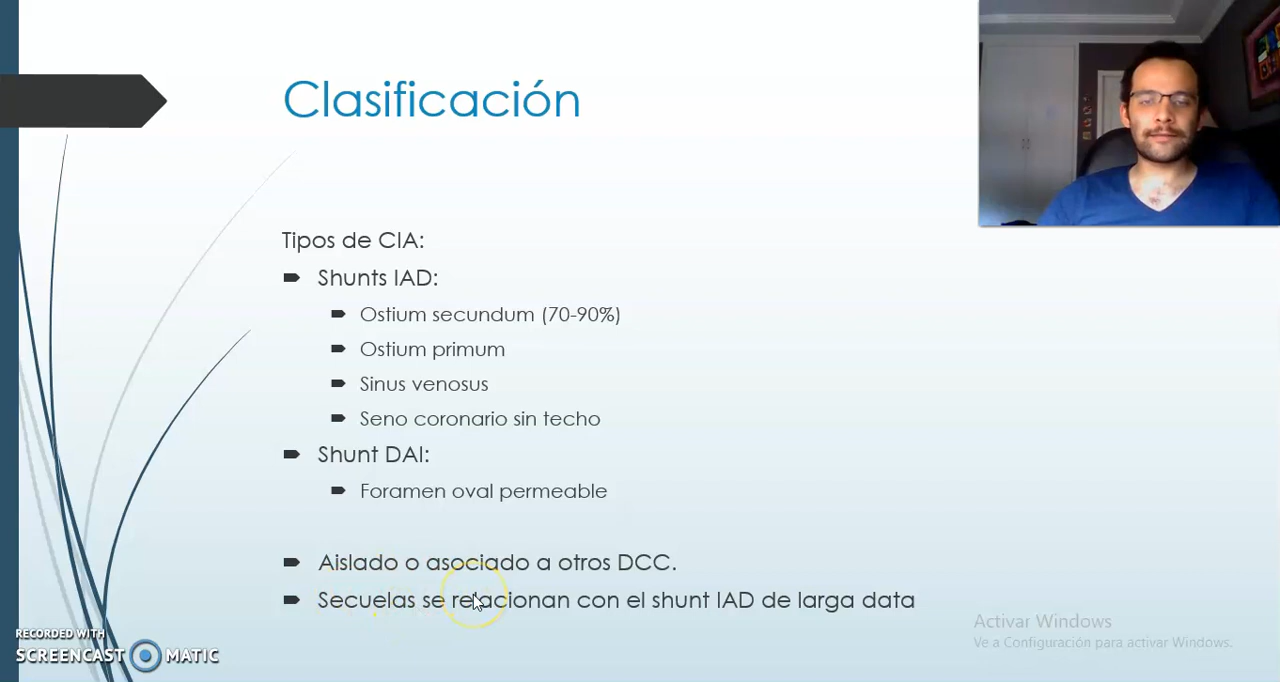 Clasificación
Tipos de CIA:
Shunts IAD:
Ostium secundum (70-90%)
Ostium primum
Sinus venosus
Seno coronario sin techo
Shunt DAI:
Foramen oval permeable
Aislado o asociado a otros DCC.
Secuelas se relacionan con el shunt IAD de larga data
Activar Windows
Ve a Configuración para activar Windows.
RECORDED WITH
SCREENCAST MATIC